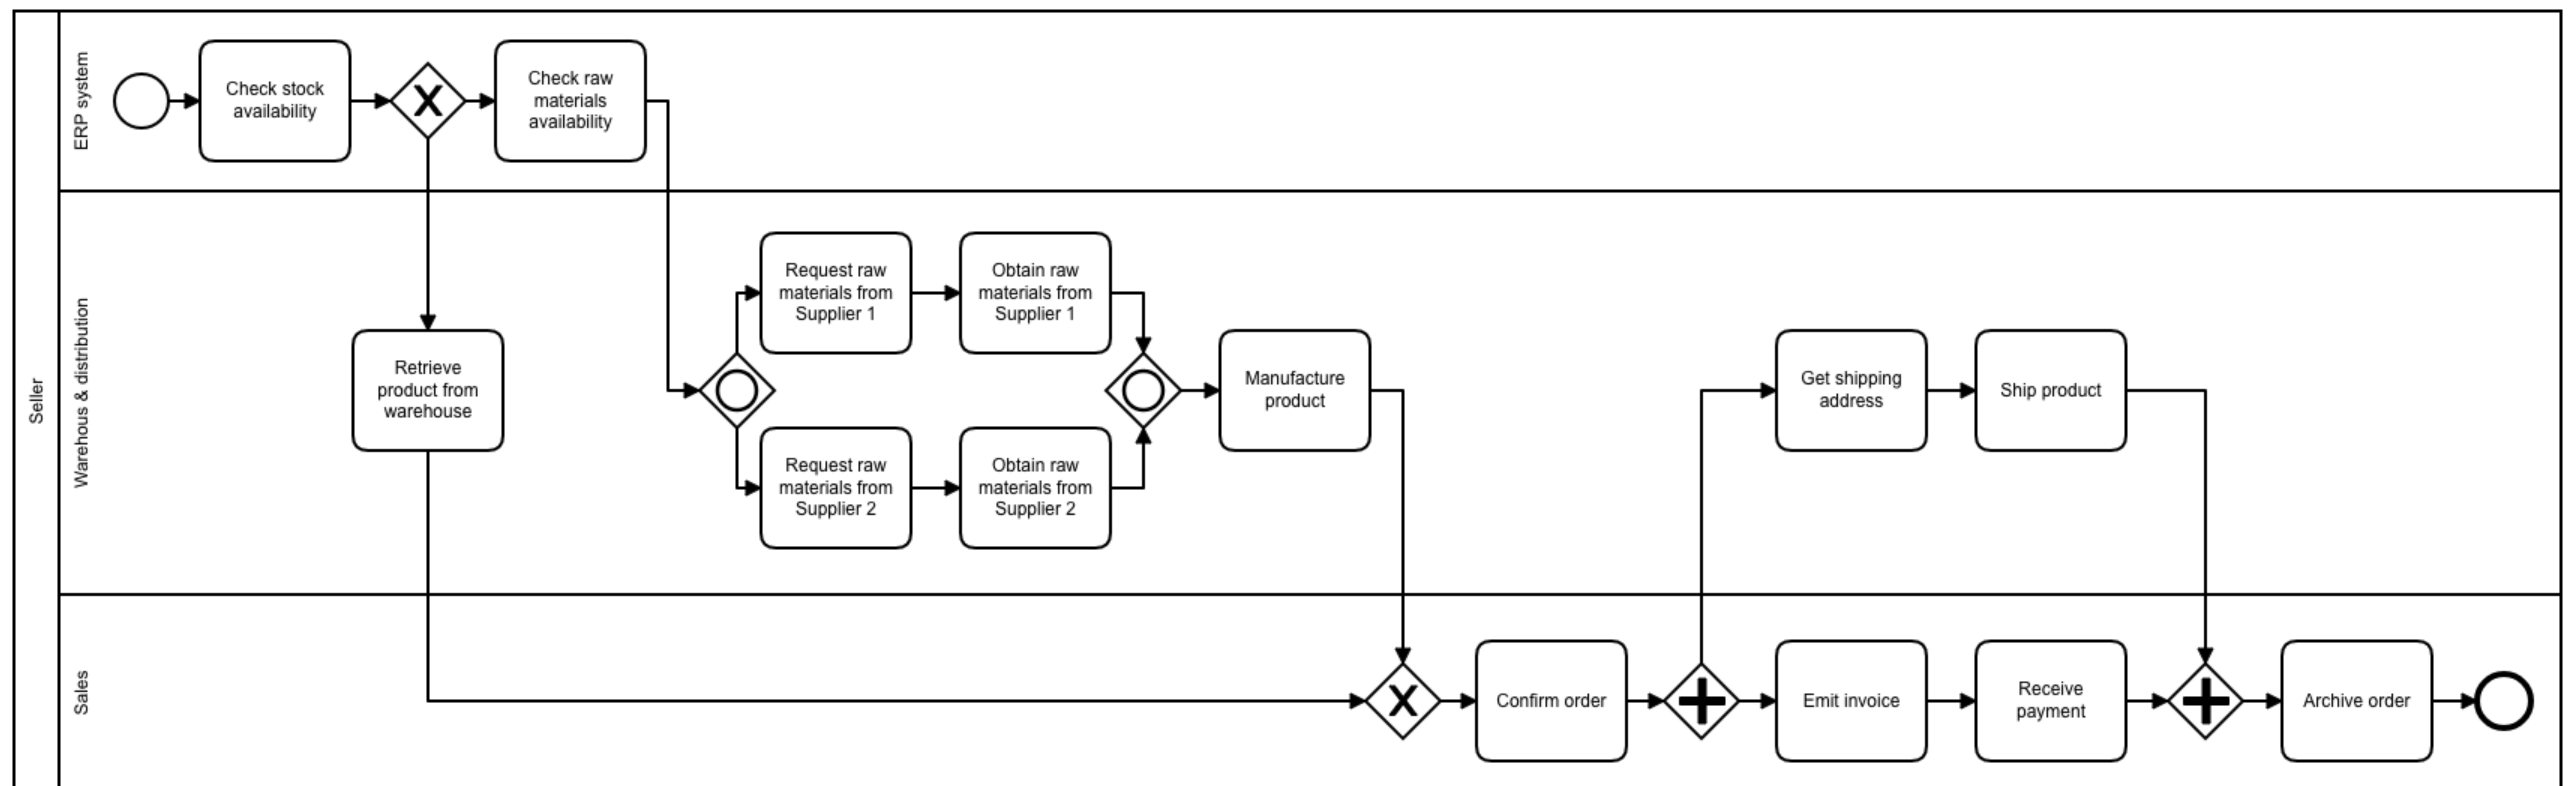 Seller
ERP system
Check stock
availability
X
Check raw
materials
availability
Warehous & distribution
Retrieve
product from
warehouse
Request raw
materials from
Supplier 1
Obtain raw
materials from
Supplier 1
Request raw
materials from
Supplier 2
Obtain raw
materials from
Supplier 2
Manufacture
product
Get shipping
address
Ship product
Sales
X
Confirm order
Emit invoice
Receive
payment
Archive order